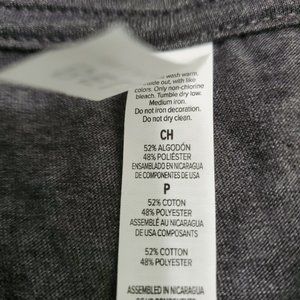 wash warm,
inside out, with like
colors. Only non-chlorine
bleach. Tumble dry low.
Medium iron.
Do not iron decoration.
Do not dry clean.
CH
52% ALGODÓN
48% POLIÉSTER
ENSAMBLADO EN NICARAGUA
DE COMPONENTES DE USA
P
52% COTON
48% POLYESTER
ASSEMBLÉ AU NICARAGUA
DE USA COMPOSANTS
52% COTTON
48% POLYESTER
ASSEMBLED IN NICARAGUA